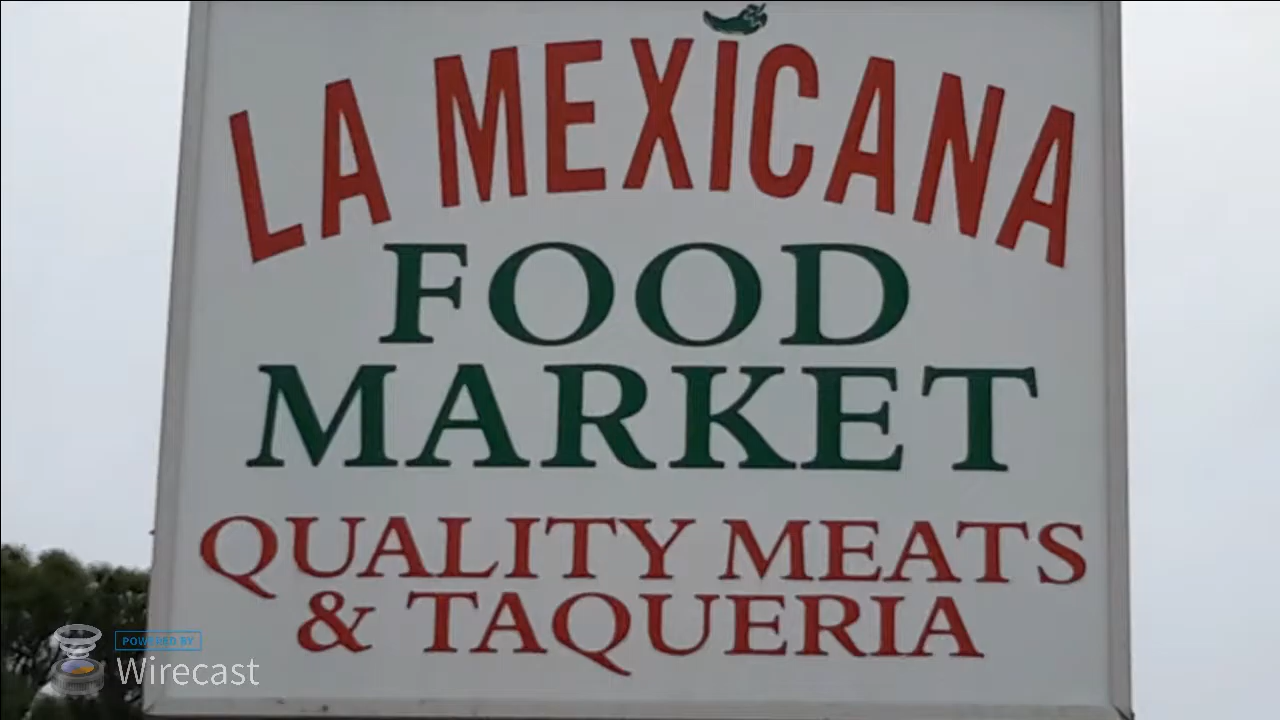 LA MEXICANA
FOOD
MARKET
QUALITY MEATS
& TAQUERIA
POWERED BY
Wirecast